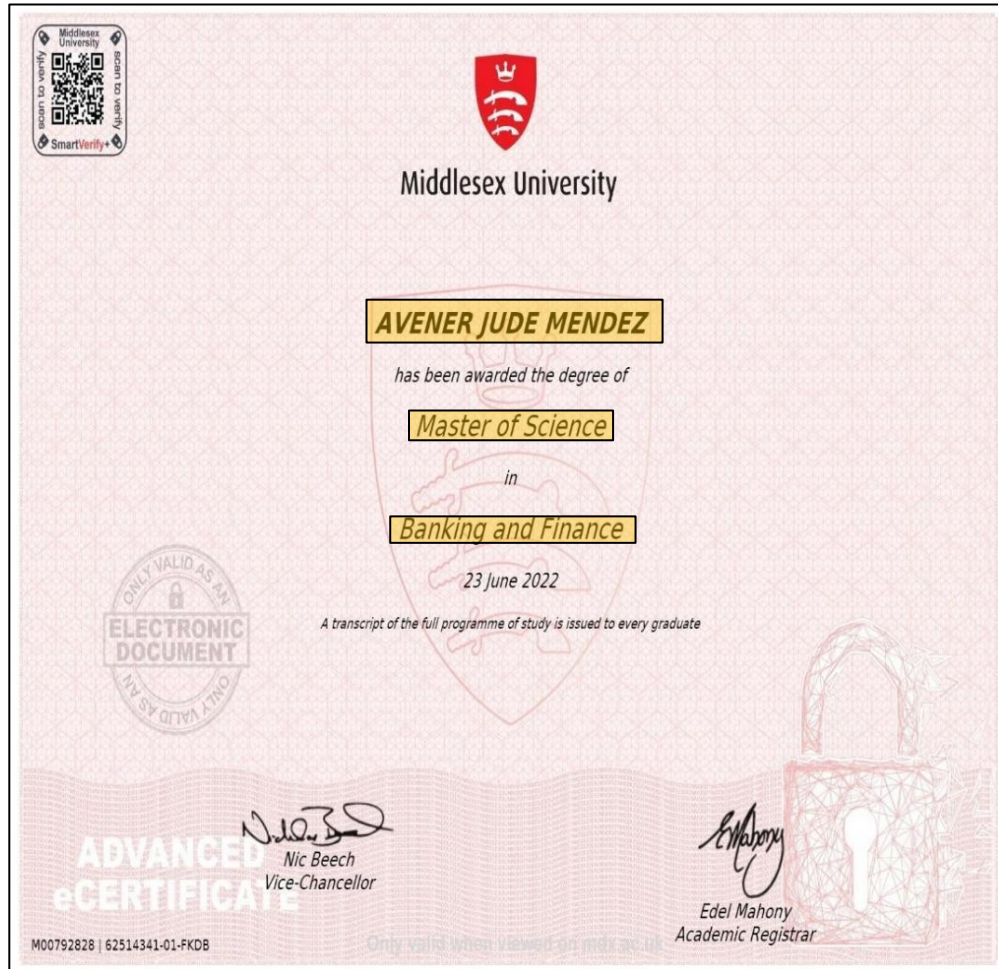 Middlesex
University
scan to verify
scan to verify
SmartVerify+
Middlesex University
AVENER JUDE MENDEZ
has been awarded the degree of
Master of Science
in
Banking and Finance
23 June 2022
A transcript of the full programme of study is issued to every graduate
ONLY VALID AS AN
ELECTRONIC
DOCUMENT
ONLY VALID AS AN
ADVANCED
eCERTIFICATE
Nic Beech
Vice-Chancellor
Edel Mahony
Academic Registrar
M00792828 | 62514341-01-FKDB
Only valid when viewed on mdx.ac.uk